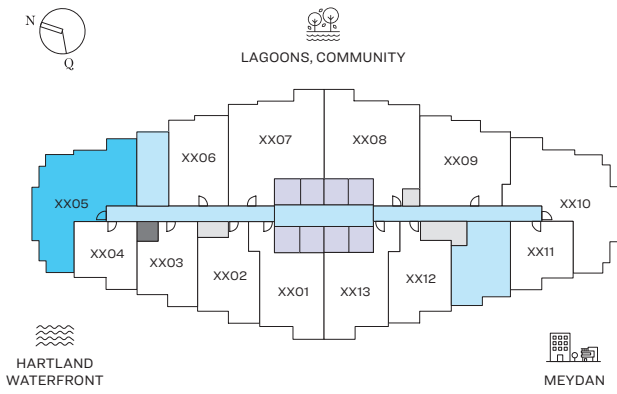 N
Q
LAGOONS, COMMUNITY
XX07
XX08
XX06
XX09
XX05
XX10
XX04
XX03
XX02
XX01
XX13
XX12
XX11
HARTLAND
WATERFRONT
MEYDAN